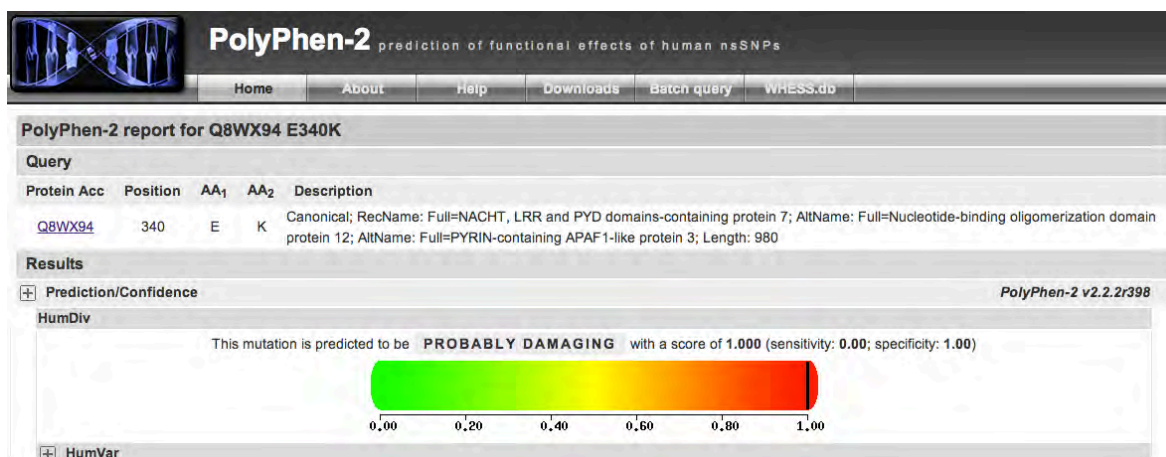 PolyPhen-2 prediction of functional effects of human nsSNPs
Home About Help Downloads Batch query WHESS.db
PolyPhen-2 report for Q8WX94 E340K
Query
Protein Acc Position AA1 AA2 Description
Q8WX94 340 E K Canonical; RecName: Full=NACHT, LRR and PYD domains-containing protein 7; AltName: Full=Nucleotide-binding oligomerization domain
protein 12; AltName: Full=PYRIN-containing APAF1-like protein 3; Length: 980
Results
Prediction/Confidence PolyPhen-2 v2.2.2r398
HumDiv
This mutation is predicted to be PROBABLY DAMAGING with a score of 1.000 (sensitivity: 0.00; specificity: 1.00)
0,00 0,20 0,40 0,60 0,80 1,00
HumVar